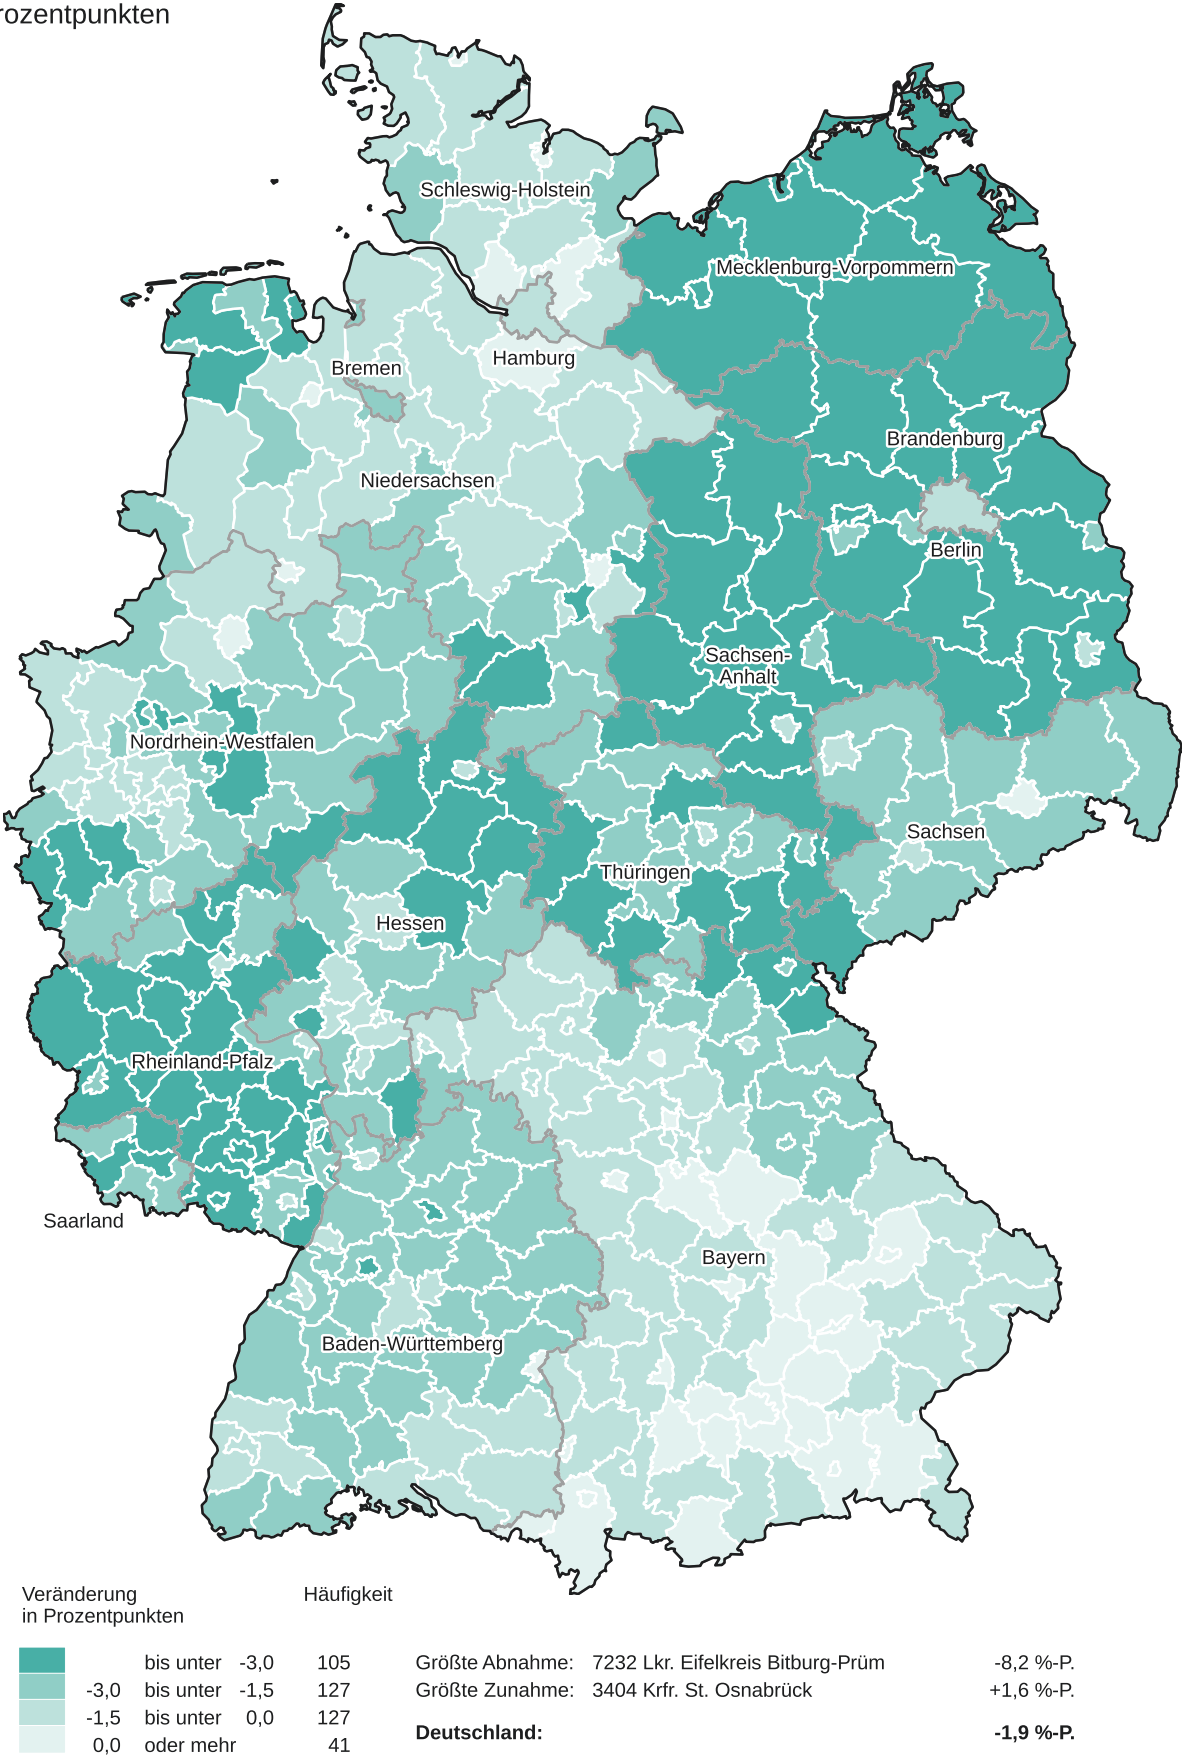 rozentpunkten
Schleswig-Holstein
Mecklenburg-Vorpommern
Hamburg
Bremen
Brandenburg
Niedersachsen
Berlin
Sachsen-
Anhalt
Nordrhein-Westfalen
Sachsen
Thüringen
Hessen
Rheinland-Pfalz
Saarland
Bayern
Baden-Württemberg
Veränderung Häufigkeit
in Prozentpunkten
bis unter -3,0 105 Größte Abnahme: 7232 Lkr. Eifelkreis Bitburg-Prüm -8,2 %-P.
-3,0 bis unter -1,5 127 Größte Zunahme: 3404 Krfr. St. Osnabrück +1,6 %-P.
-1,5 bis unter 0,0 127
Deutschland: -1,9 %-P.
0,0 oder mehr 41